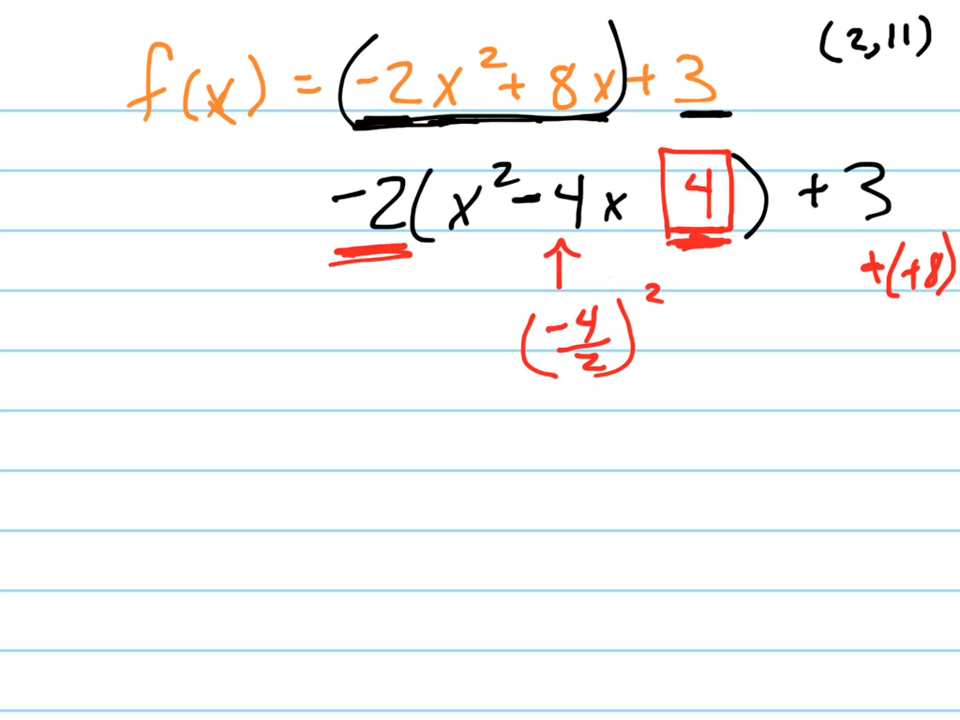 (2,11)
f(x) = (-2x² + 8x) + 3
-2(x² - 4x 4) + 3
+(+8)
(-4/2)²